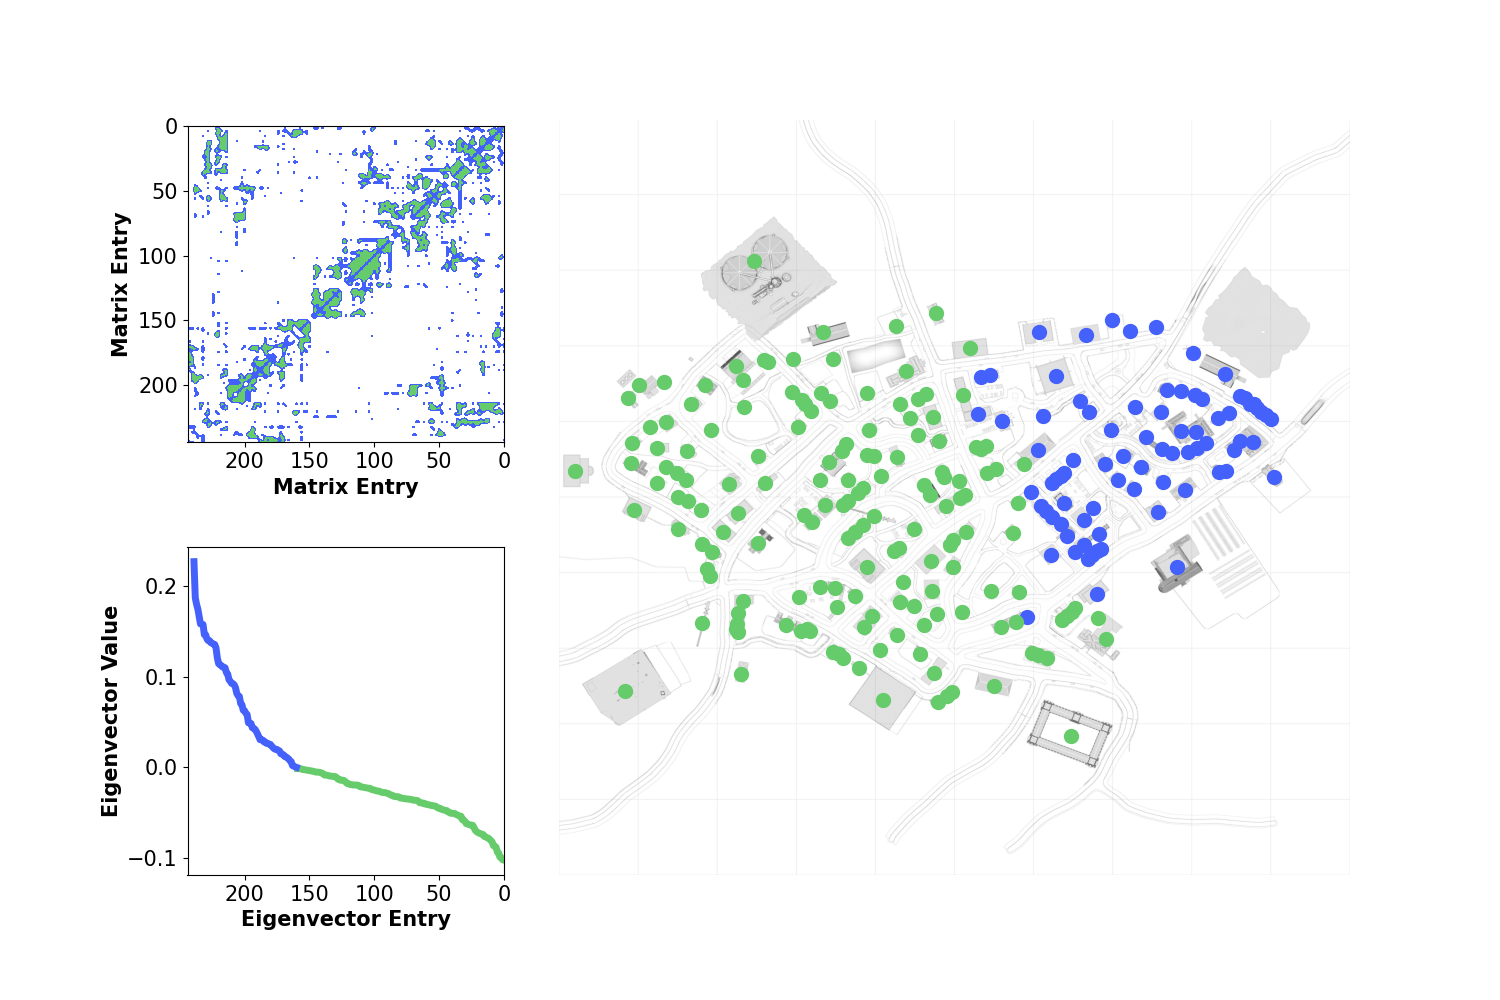 0
50
100
150
200
Matrix Entry
200 150 100 50 0
Matrix Entry
0.2
0.1
0.0
−0.1
Eigenvector Value
200 150 100 50 0
Eigenvector Entry